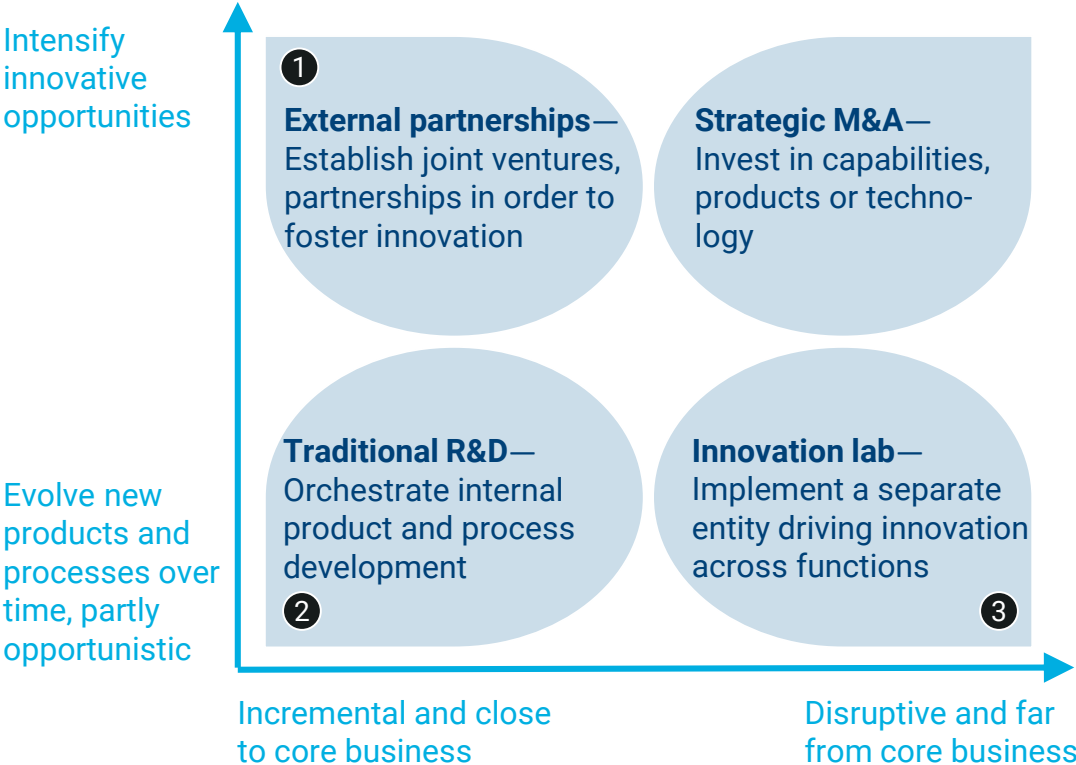 Intensify
innovative
opportunities
1
External partnerships—
Establish joint ventures,
partnerships in order to
foster innovation
Strategic M&A—
Invest in capabilities,
products or techno-
logy
Evolve new
products and
processes over
time, partly
opportunistic
Traditional R&D—
Orchestrate internal
product and process
development
2
Innovation lab—
Implement a separate
entity driving innovation
across functions
3
Incremental and close
to core business
Disruptive and far
from core business